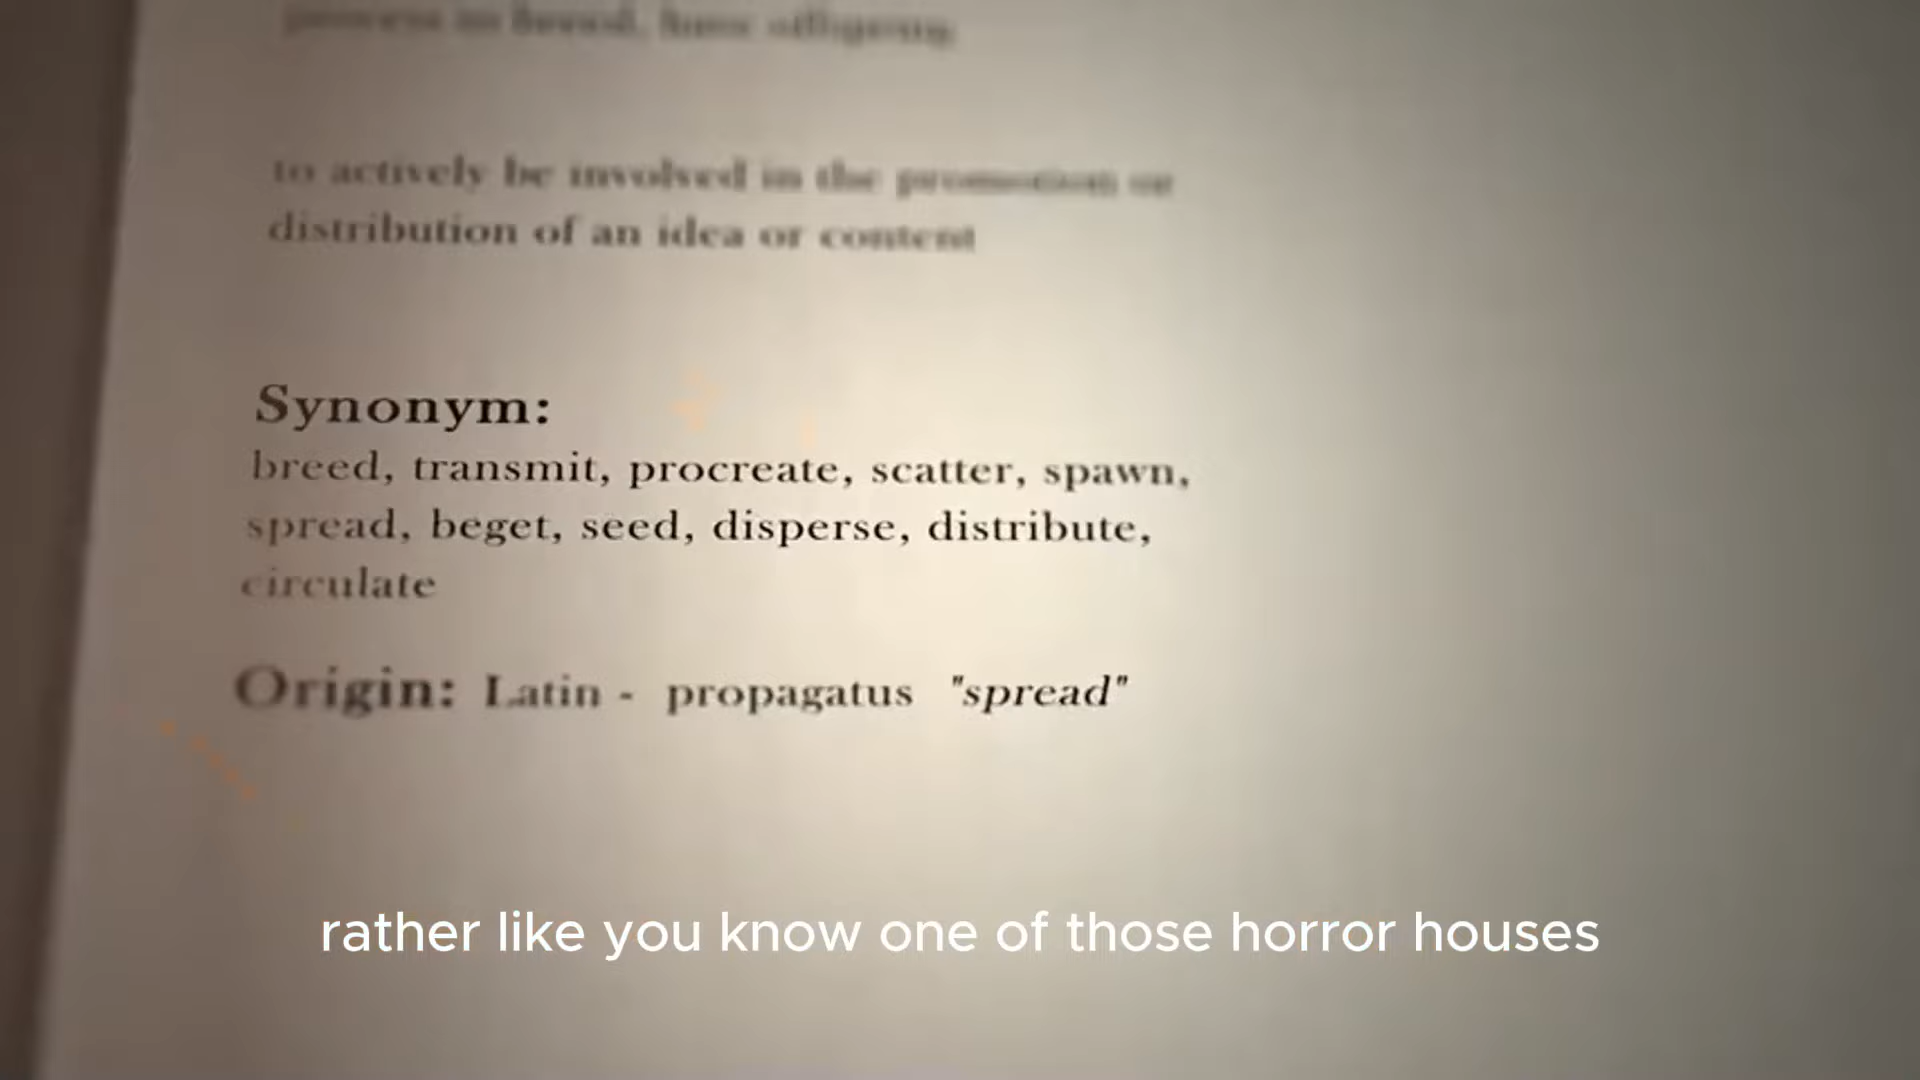 to actively be involved in the promotion or
distribution of an idea or content
Synonym:
breed, transmit, procreate, scatter, spawn,
spread, beget, seed, disperse, distribute,
circulate
Origin: Latin - propagatus "spread"
rather like you know one of those horror houses